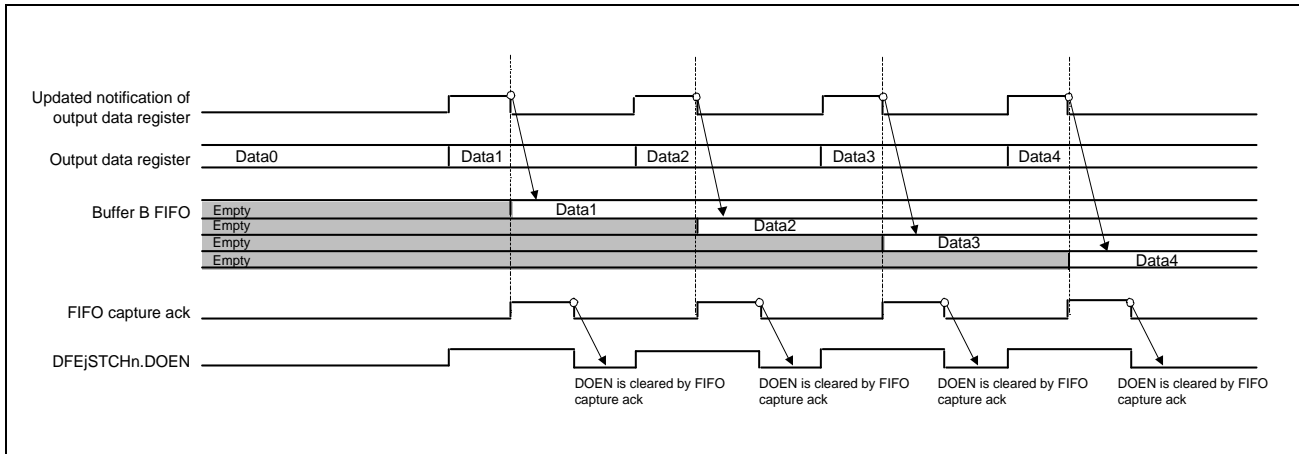 Updated notification of
output data register
Output data register
Data0
Data1
Data2
Data3
Data4
Buffer B FIFO
Empty
Data1
Empty
Data2
Empty
Data3
Empty
Data4
FIFO capture ack
DFEjSTCHn.DOEN
DOEN is cleared by FIFO
capture ack
DOEN is cleared by FIFO
capture ack
DOEN is cleared by FIFO
capture ack
DOEN is cleared by FIFO
capture ack